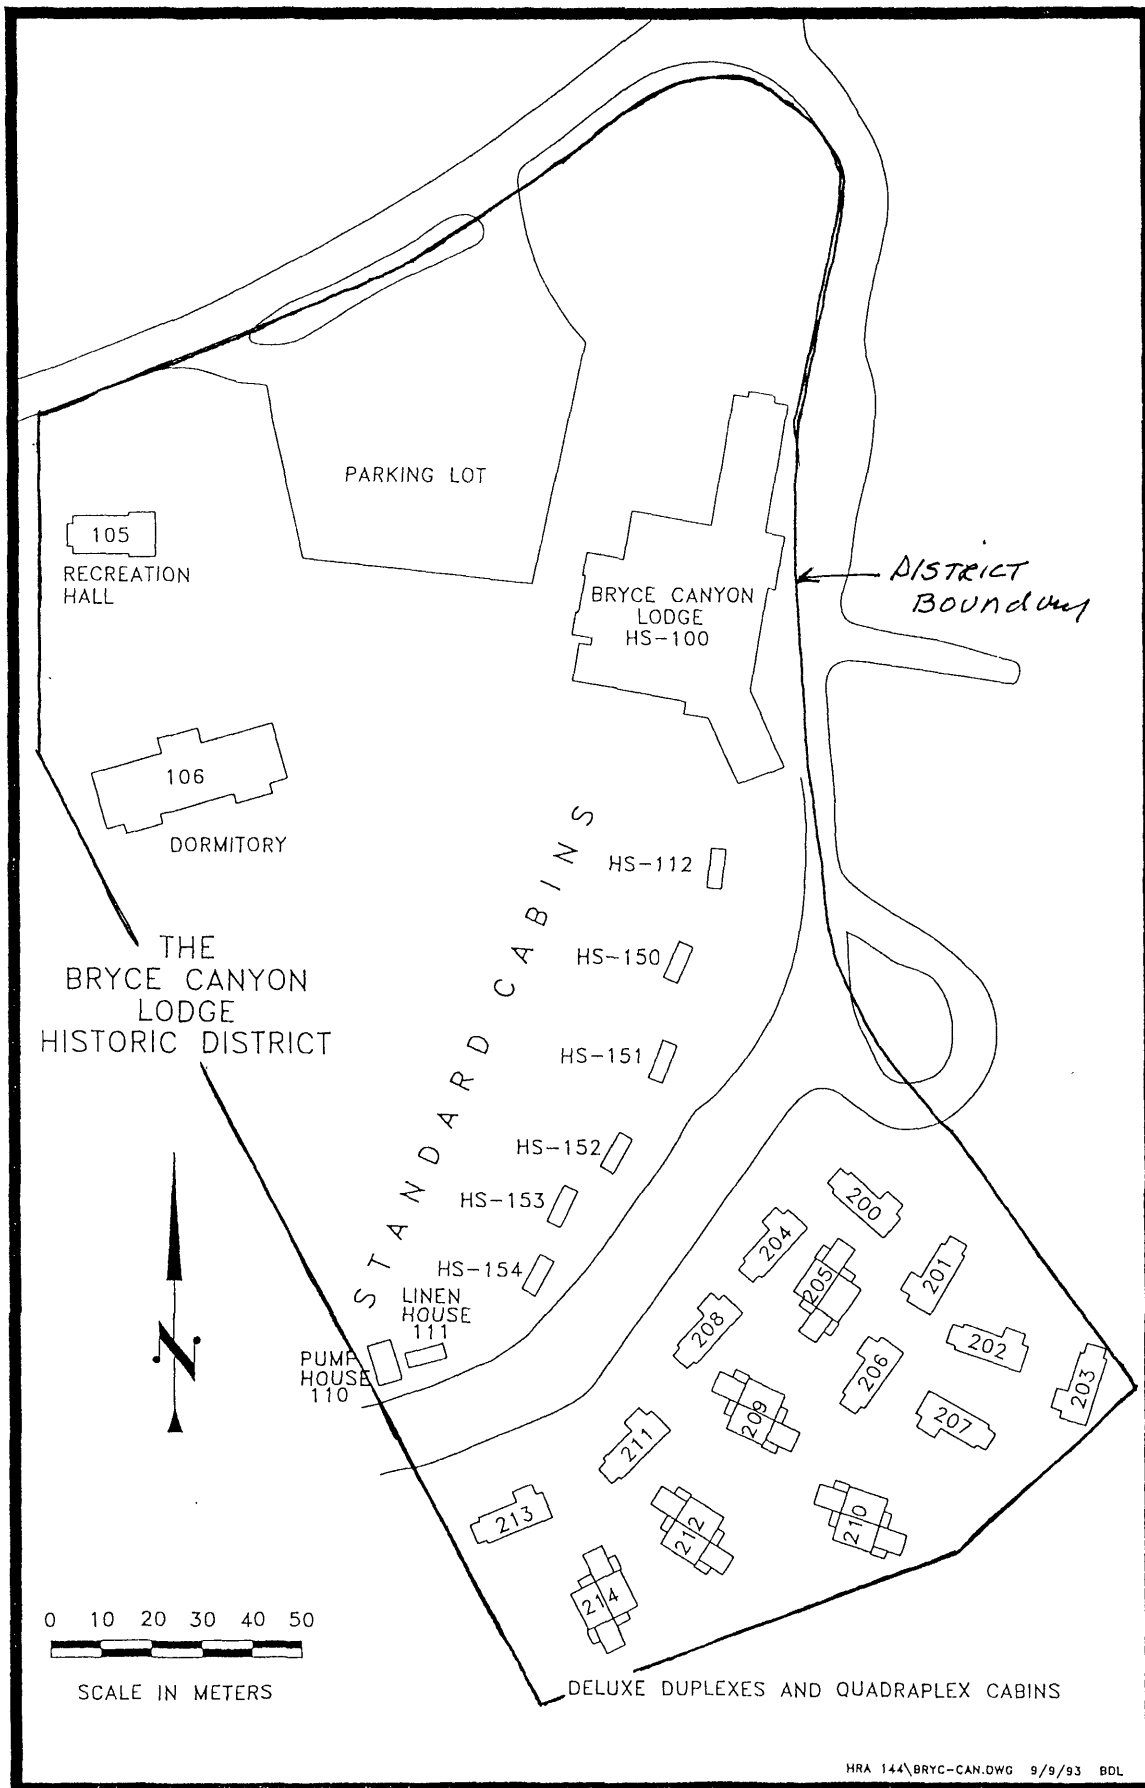 PARKING LOT
105
RECREATION
HALL
BRYCE CANYON
LODGE
HS-100
DISTRICT
Boundary
106
DORMITORY
STANDARD CABINS
HS-112
HS-150
HS-151
HS-152
HS-153
HS-154
THE
BRYCE CANYON
LODGE
HISTORIC DISTRICT
LINEN
HOUSE
111
PUMP
HOUSE
110
N
200
204
205
201
208
202
206
203
209
207
211
213
212
210
214
0 10 20 30 40 50
SCALE IN METERS
DELUXE DUPLEXES AND QUADRAPLEX CABINS
HRA 144\BRYC-CAN.DWG 9/9/93 BDL